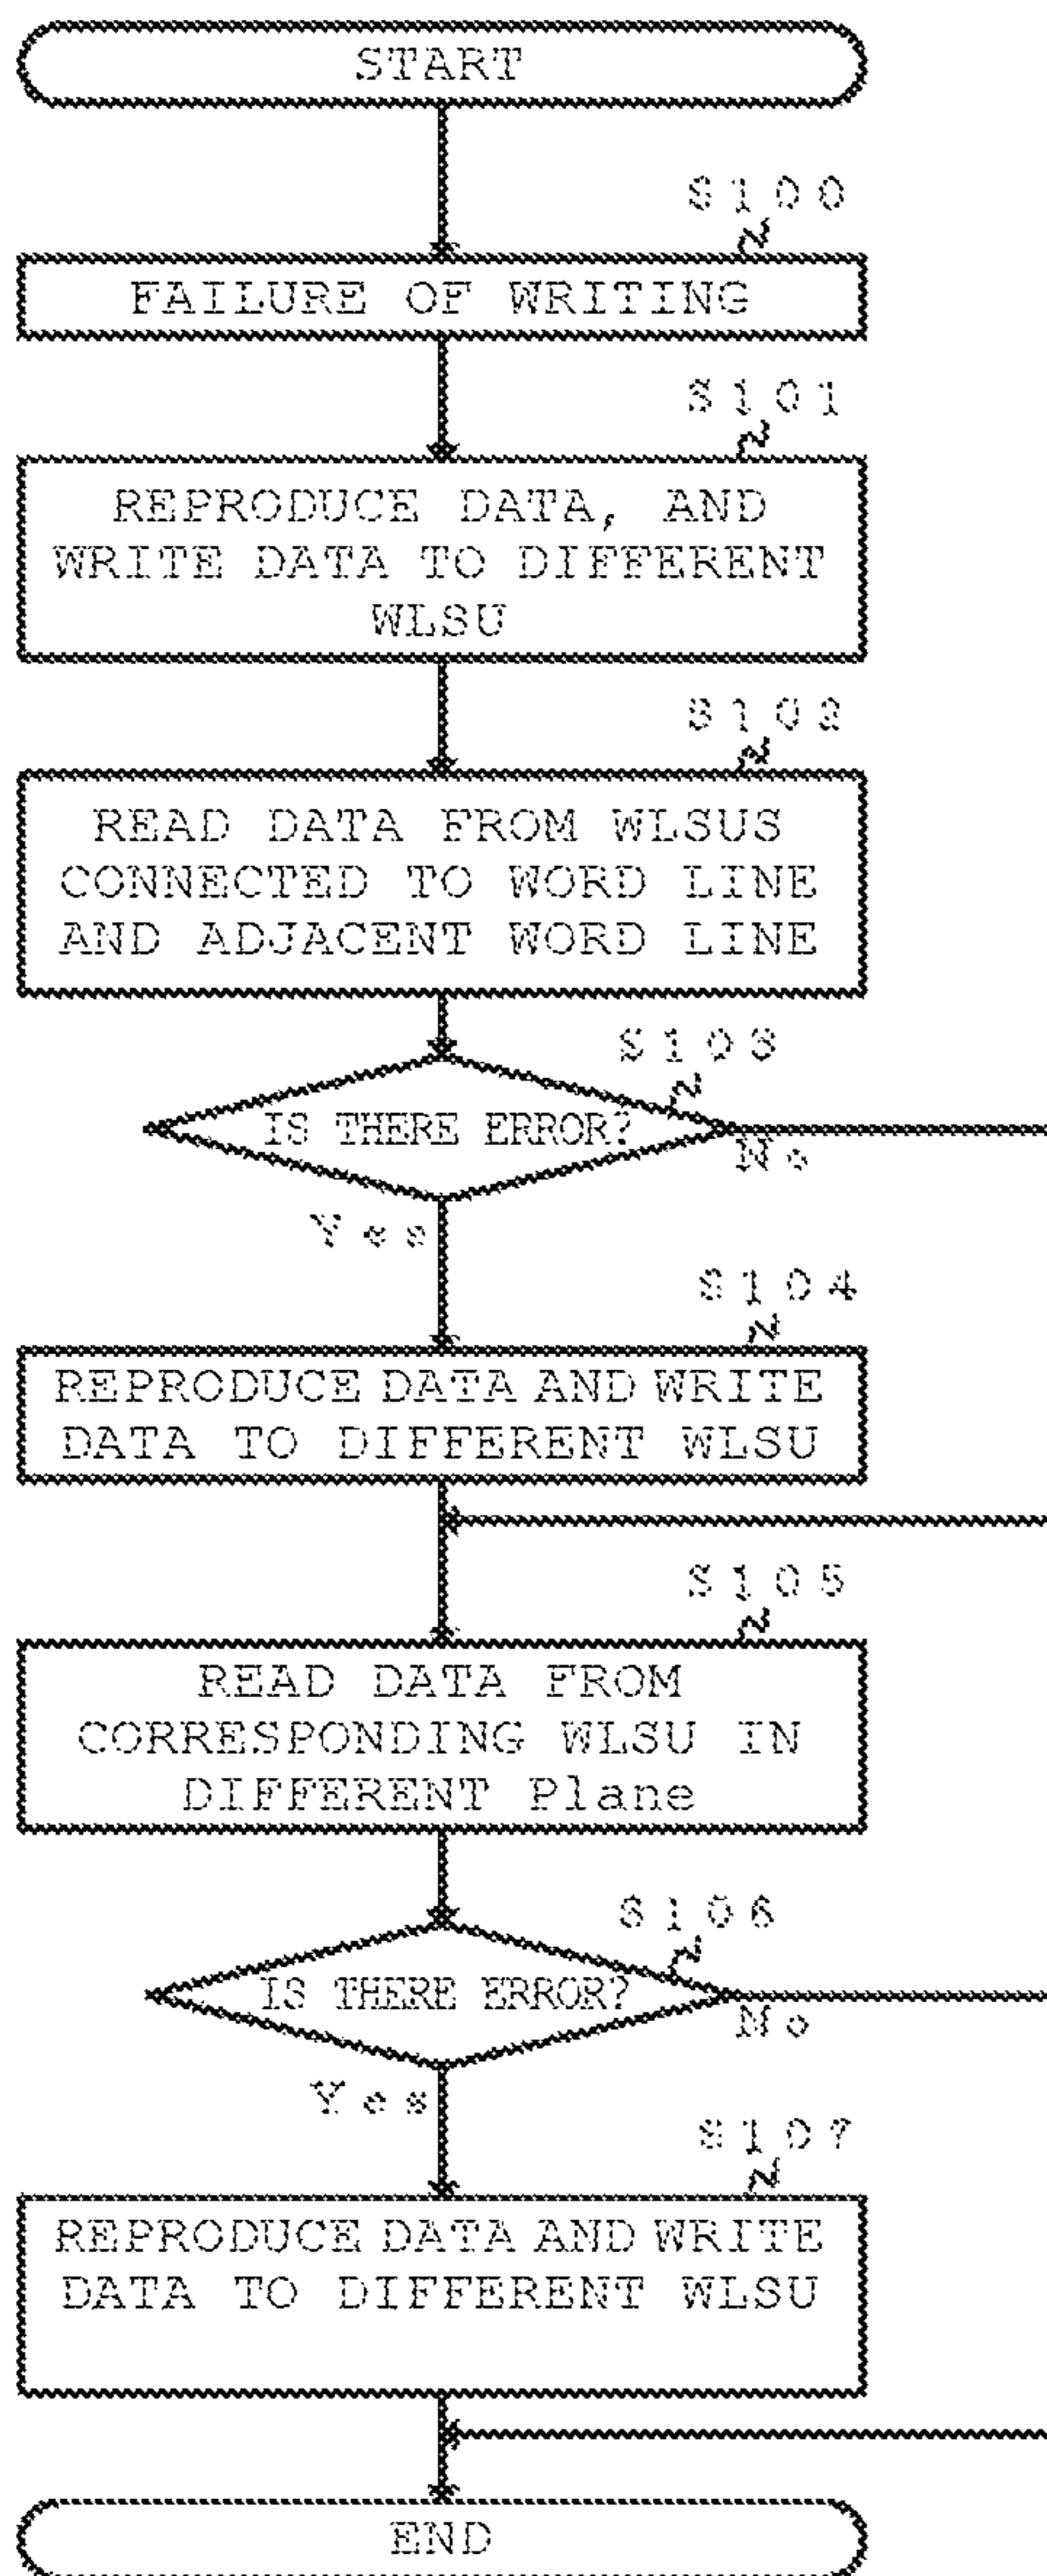 START
S100
FAILURE OF WRITING
S101
REPRODUCE DATA, AND
WRITE DATA TO DIFFERENT
WLSU
S102
READ DATA FROM WLSUS
CONNECTED TO WORD LINE
AND ADJACENT WORD LINE
S103
IS THERE ERROR?
No
Yes
S104
REPRODUCE DATA AND WRITE
DATA TO DIFFERENT WLSU
S105
READ DATA FROM
CORRESPONDING WLSU IN
DIFFERENT Plane
S106
IS THERE ERROR?
No
Yes
S107
REPRODUCE DATA AND WRITE
DATA TO DIFFERENT WLSU
END